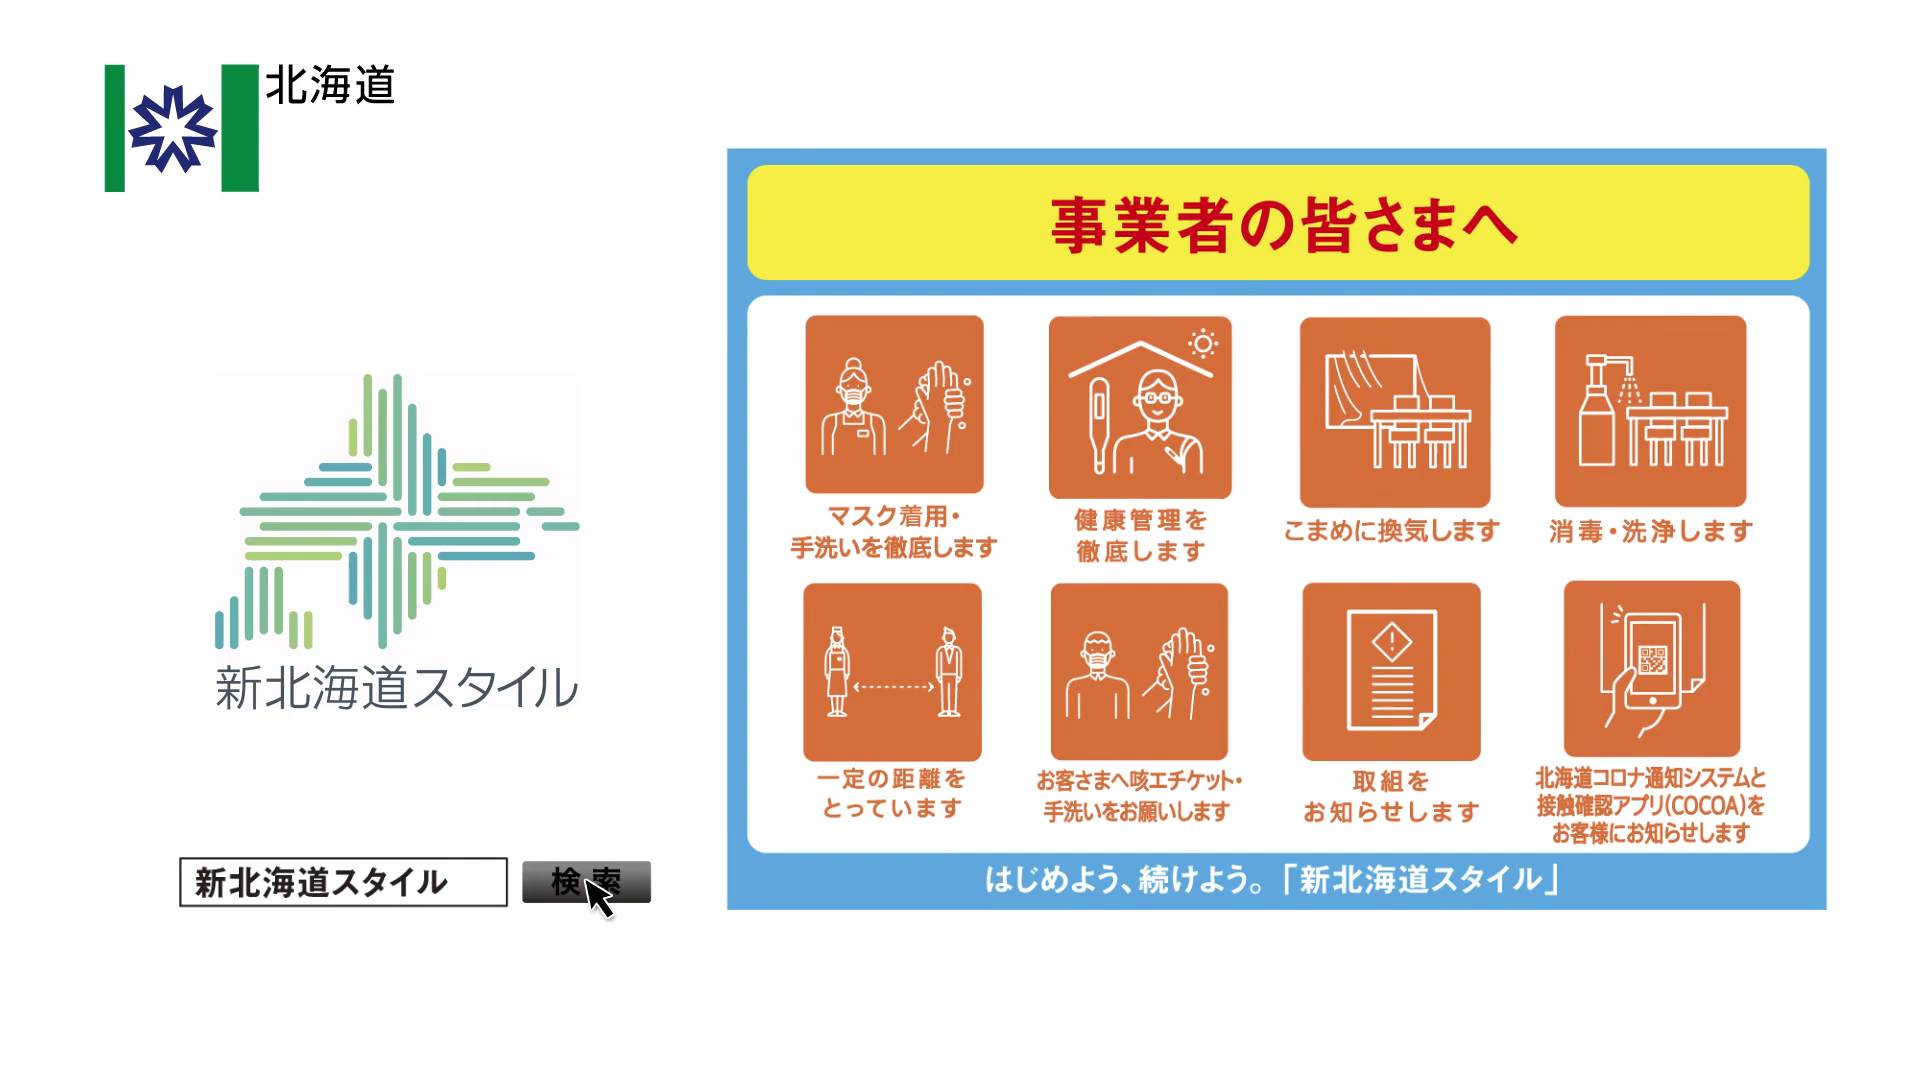 北海道
新北海道スタイル
新北海道スタイル
検索
事業者の皆さまへ
マスク着用・
手洗いを徹底します
健康管理を
徹底します
こまめに換気します
消毒・洗浄します
一定の距離を
とっています
お客さまへ咳エチケット・
手洗いをお願いします
取組を
お知らせします
北海道コロナ通知システムと
接触確認アプリ(COCOA)を
お客様にお知らせします
はじめよう、続けよう。「新北海道スタイル」